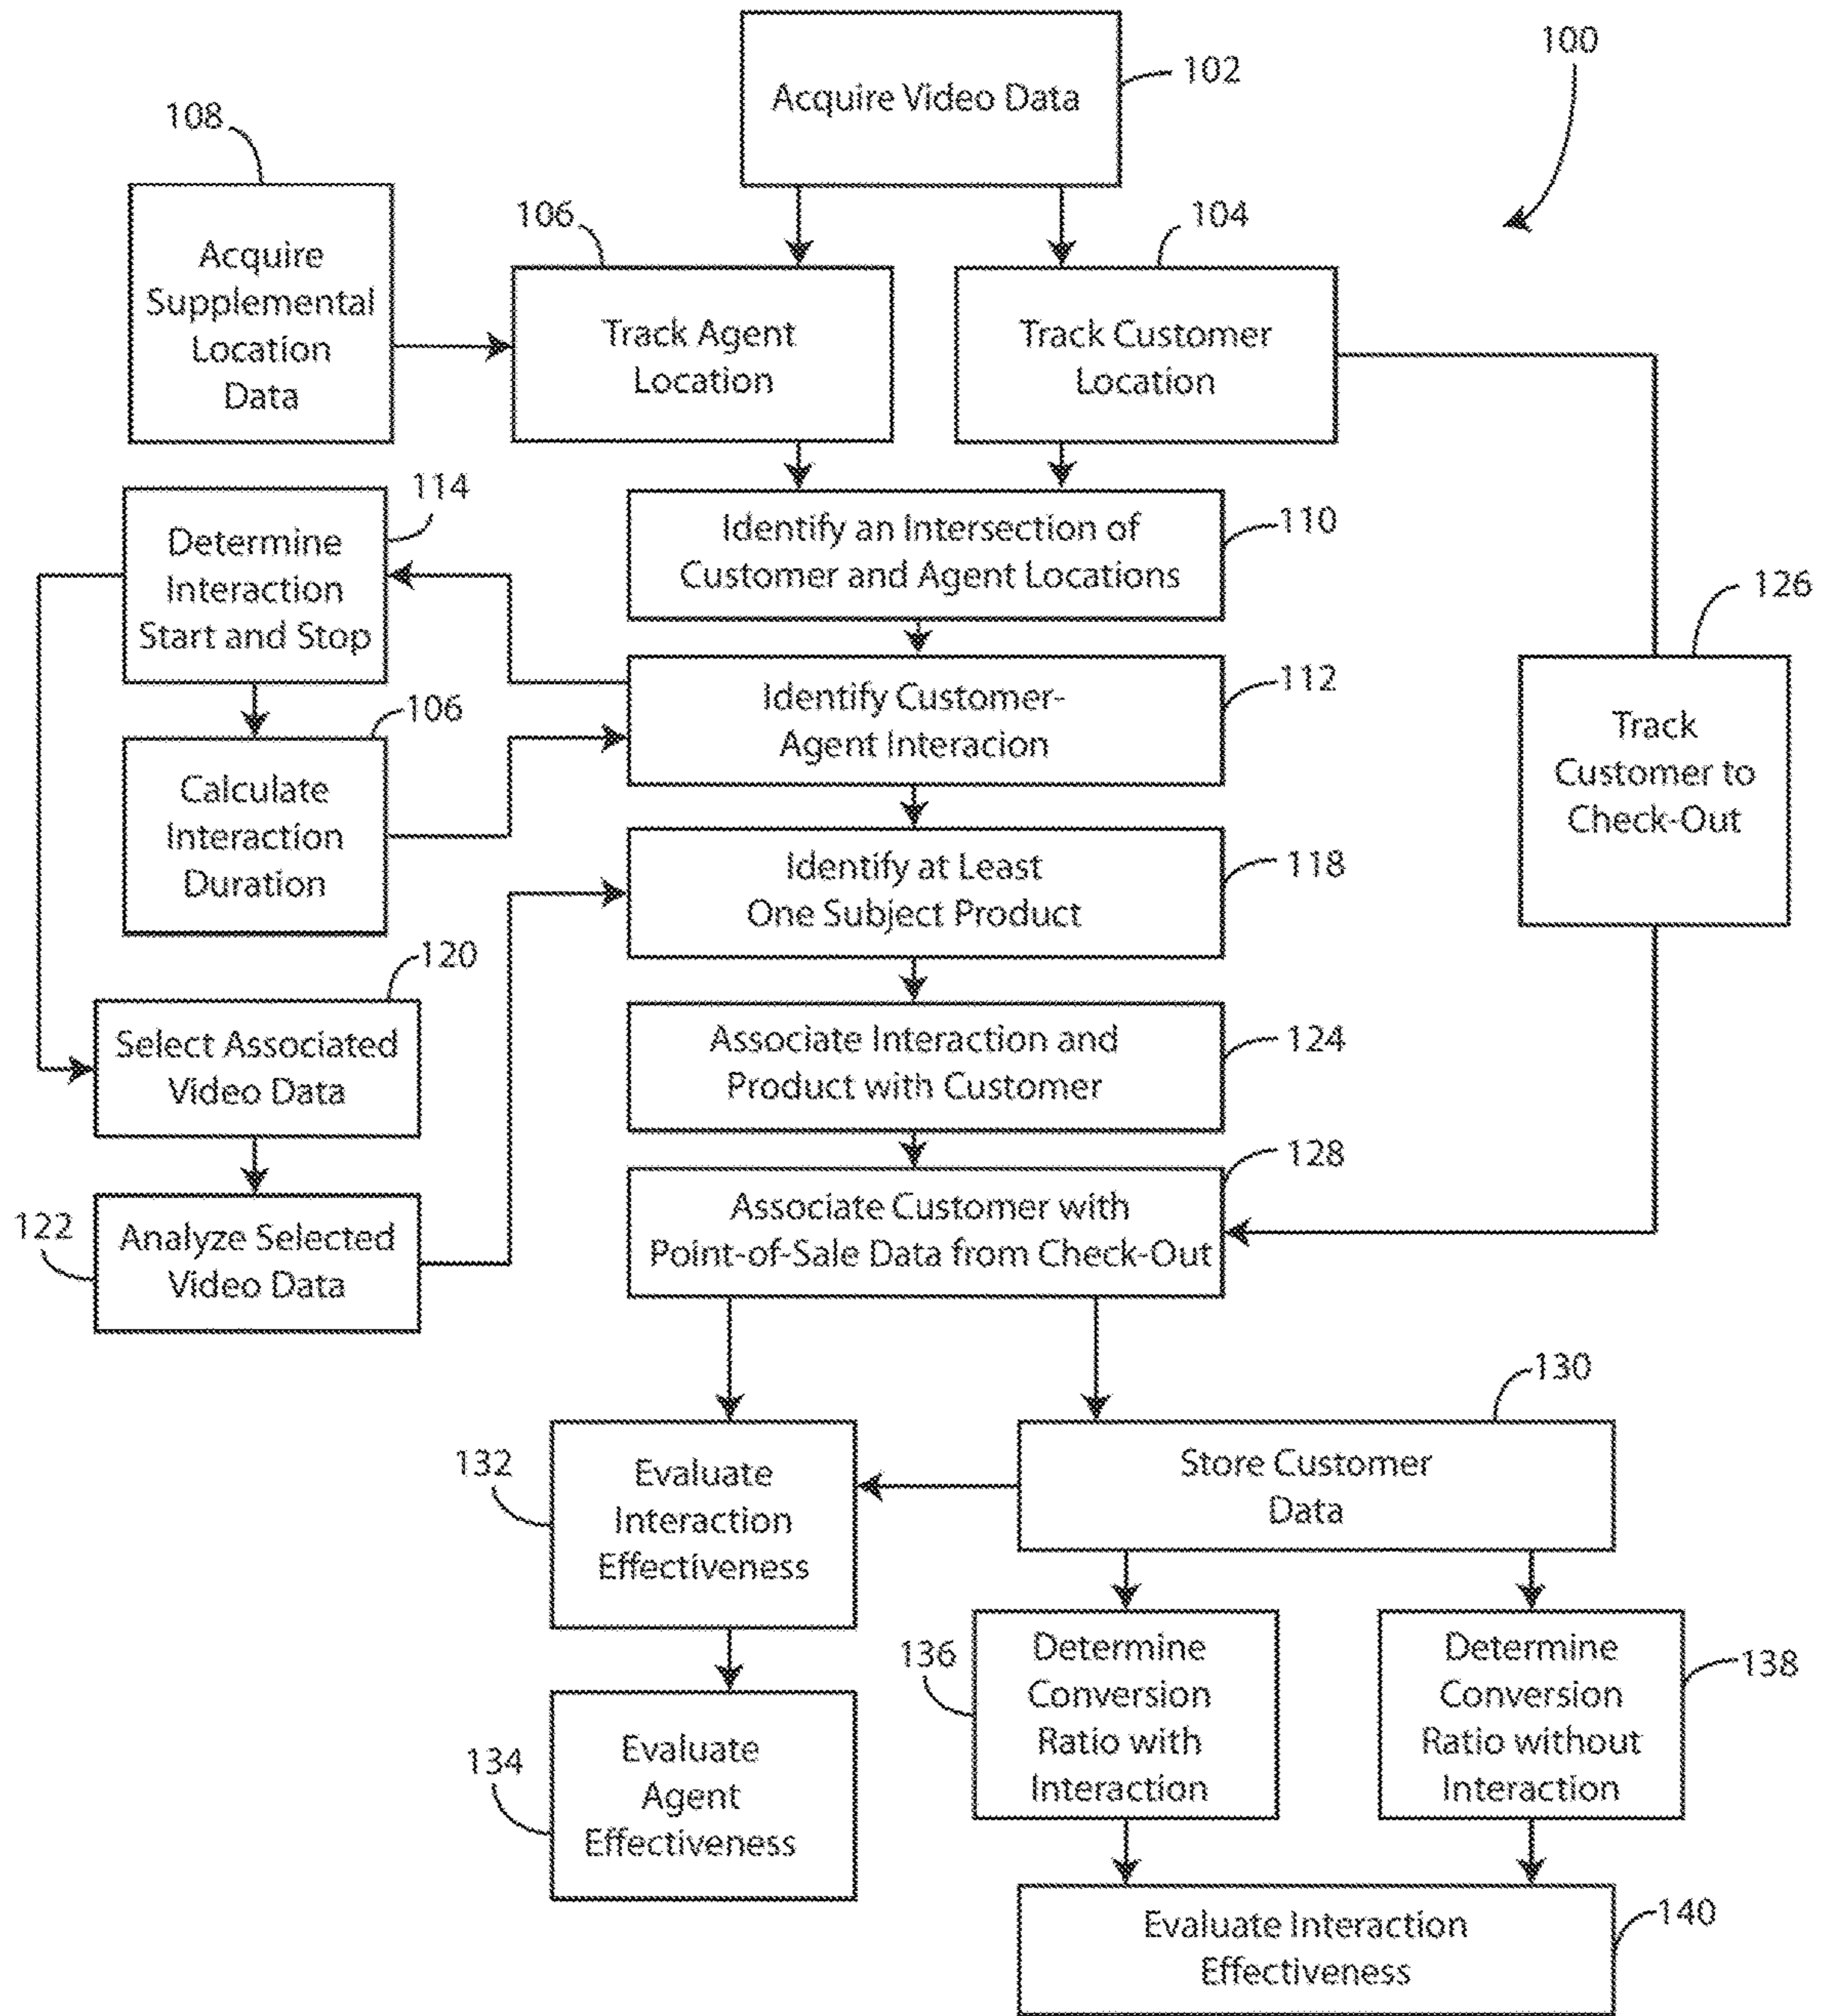 100
102
Acquire Video Data
108
Acquire
Supplemental
Location
Data
106
Track Agent
Location
104
Track Customer
Location
114
Determine
Interaction
Start and Stop
110
Identify an Intersection of
Customer and Agent Locations
126
Track
Customer to
Check-Out
112
Identify Customer-
Agent Interacion
106
Calculate
Interaction
Duration
118
Identify at Least
One Subject Product
120
Select Associated
Video Data
124
Associate Interaction and
Product with Customer
122
Analyze Selected
Video Data
128
Associate Customer with
Point-of-Sale Data from Check-Out
130
Store Customer
Data
132
Evaluate
Interaction
Effectiveness
136
Determine
Conversion
Ratio with
Interaction
138
Determine
Conversion
Ratio without
Interaction
134
Evaluate
Agent
Effectiveness
140
Evaluate Interaction
Effectiveness